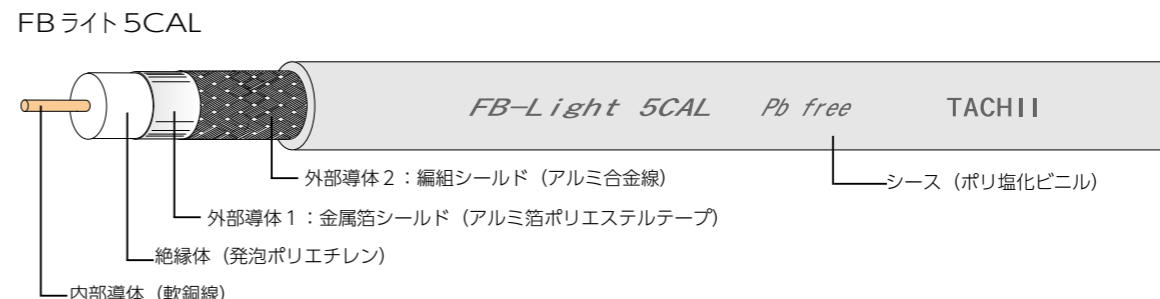 FBライト5CAL
FB-Light 5CAL Pb free TACHII
外部導体2:編組シールド(アルミ合金線)
シース(ポリ塩化ビニル)
外部導体1:金属箔シールド(アルミ箔ポリエステルテープ)
絶縁体(発泡ポリエチレン)
内部導体(軟銅線)